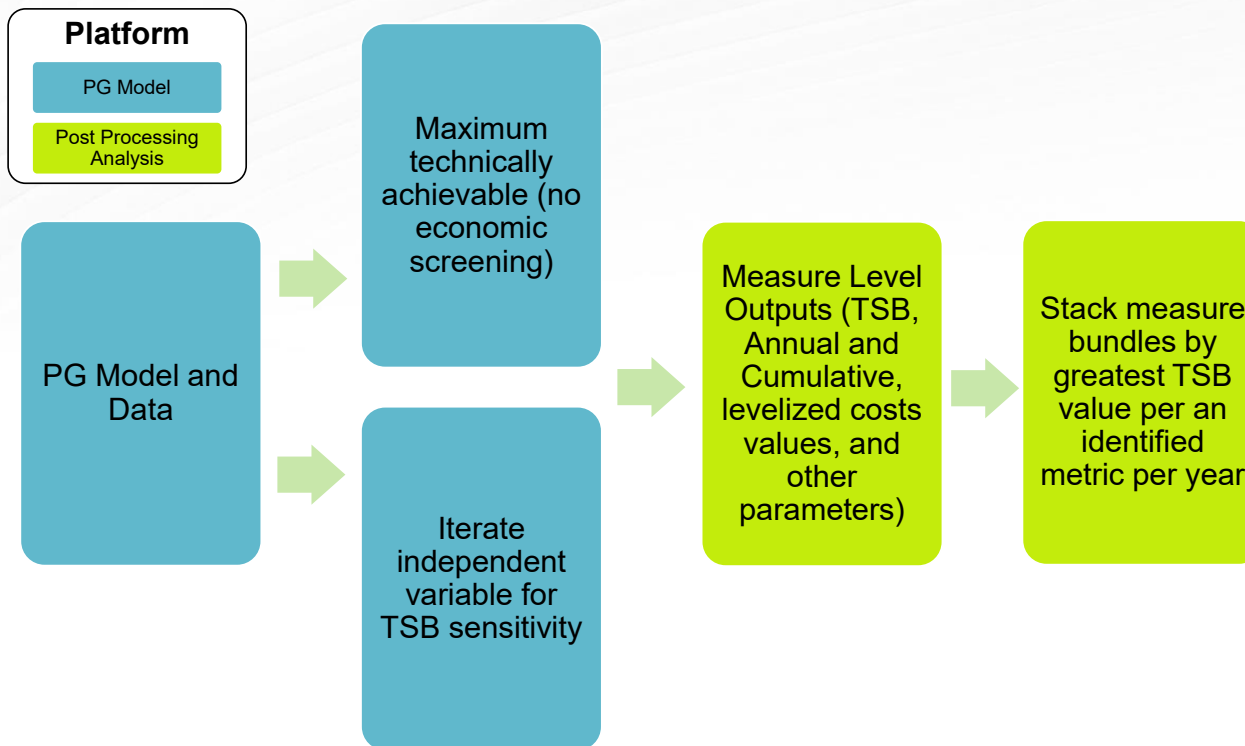 Platform
PG Model
Post Processing
Analysis
PG Model and
Data
Maximum
technically
achievable (no
economic
screening)
Iterate
independent
variable for
TSB sensitivity
Measure Level
Outputs (TSB,
Annual and
Cumulative,
levelized costs
values, and
other
parameters)
Stack measure
bundles by
greatest TSB
value per an
identified
metric per year